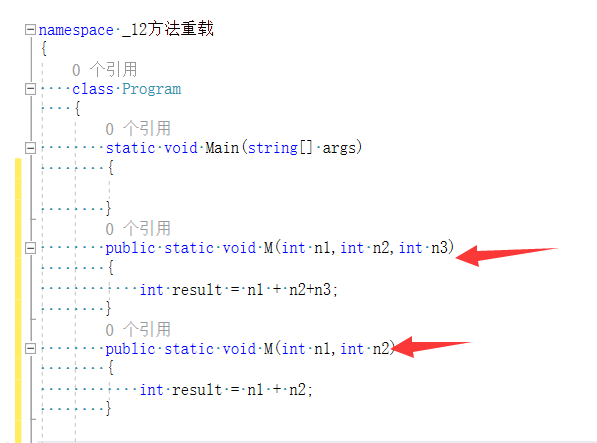 namespace _12方法重载
{
0 个引用
class Program
{
0 个引用
static void Main(string[] args)
{
}
0 个引用
public static void M(int n1,int n2,int n3)
{
int result = n1 + n2+n3;
}
0 个引用
public static void M(int n1,int n2)
{
int result = n1 + n2;
}